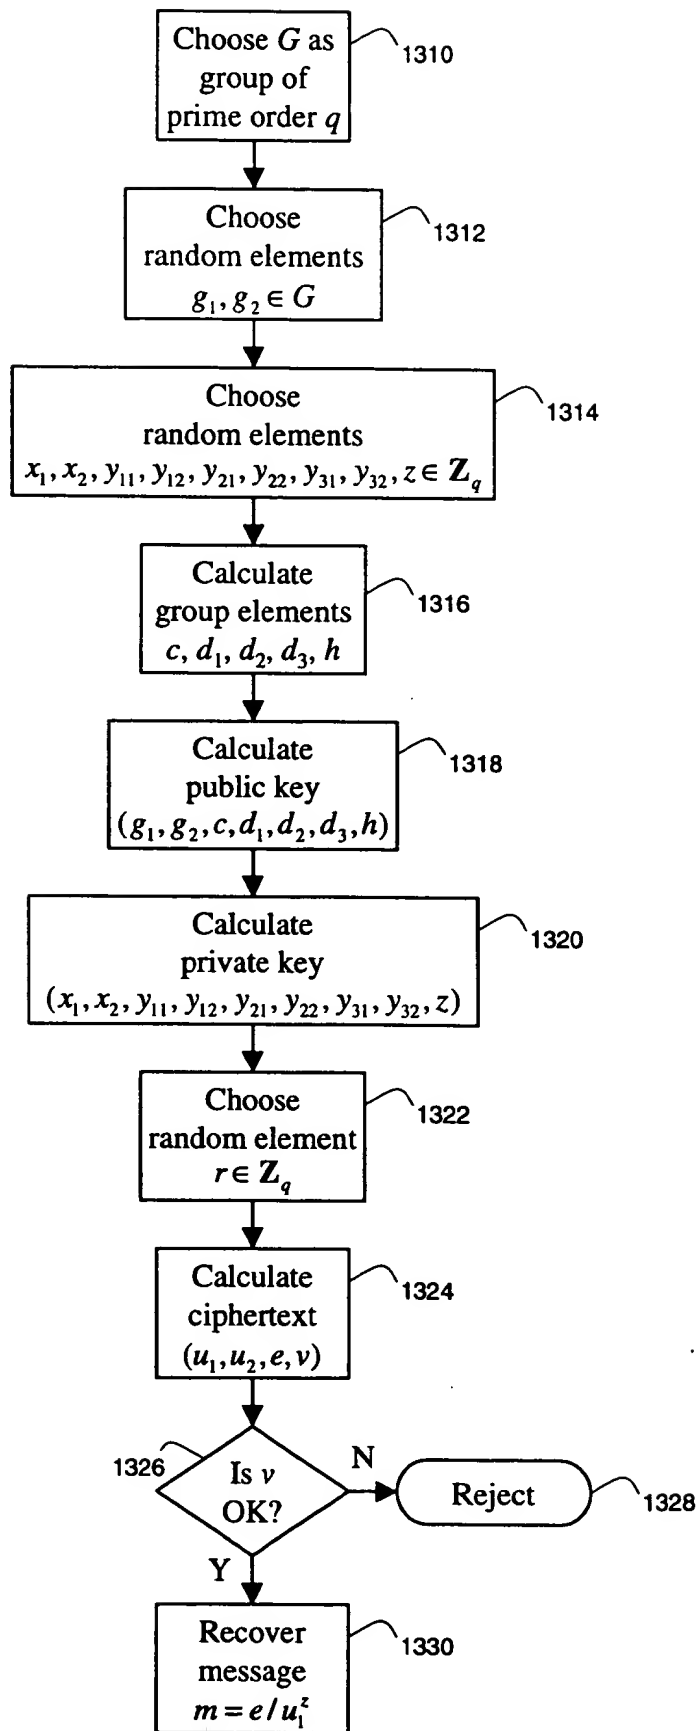 Choose G as
group of
prime order q
1310
Choose
random elements
g₁, g₂ ∈ G
1312
Choose
random elements
x₁, x₂, y₁₁, y₁₂, y₂₁, y₂₂, y₃₁, y₃₂, z ∈ Z_q
1314
Calculate
group elements
c, d₁, d₂, d₃, h
1316
Calculate
public key
(g₁, g₂, c, d₁, d₂, d₃, h)
1318
Calculate
private key
(x₁, x₂, y₁₁, y₁₂, y₂₁, y₂₂, y₃₁, y₃₂, z)
1320
Choose
random element
r ∈ Z_q
1322
Calculate
ciphertext
(u₁, u₂, e, v)
1324
1326
Is v
OK?
N
Reject
1328
Y
Recover
message
m = e / u₁^z
1330